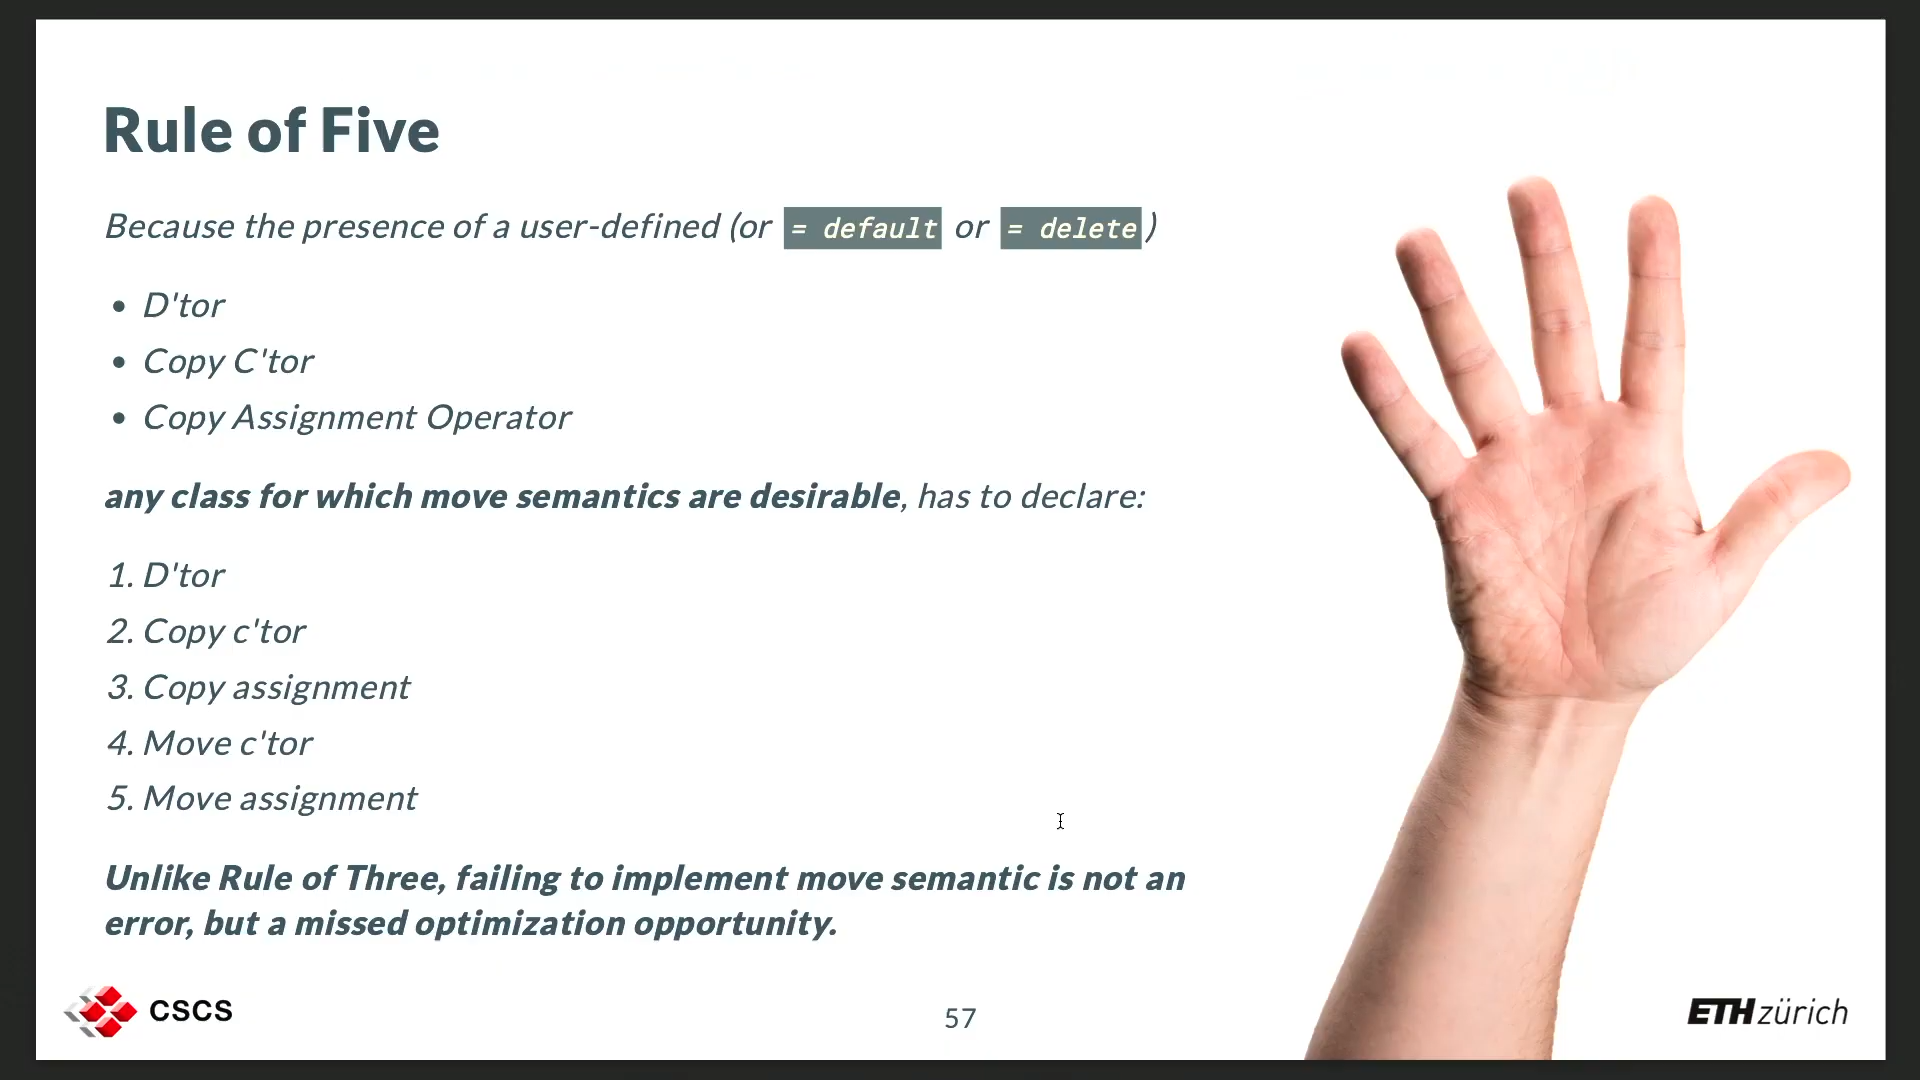 Rule of Five
Because the presence of a user-defined (or = default or = delete)
• D'tor
• Copy C'tor
• Copy Assignment Operator
any class for which move semantics are desirable, has to declare:
1. D'tor
2. Copy c'tor
3. Copy assignment
4. Move c'tor
5. Move assignment
Unlike Rule of Three, failing to implement move semantic is not an
error, but a missed optimization opportunity.
CSCS
57
ETH zürich